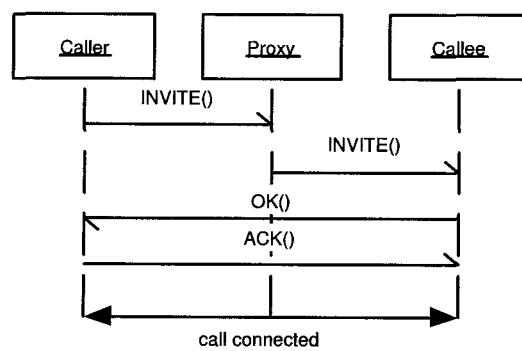 Caller
Proxy
Callee
INVITE()
INVITE()
OK()
ACK()
call connected